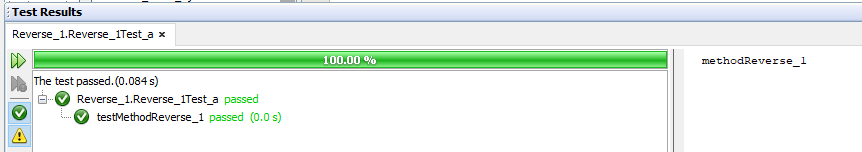 Test Results
Reverse_1.Reverse_1Test_a ×
100.00 %
The test passed.(0.084 s)
Reverse_1.Reverse_1Test_a passed
testMethodReverse_1 passed (0.0 s)
methodReverse_1